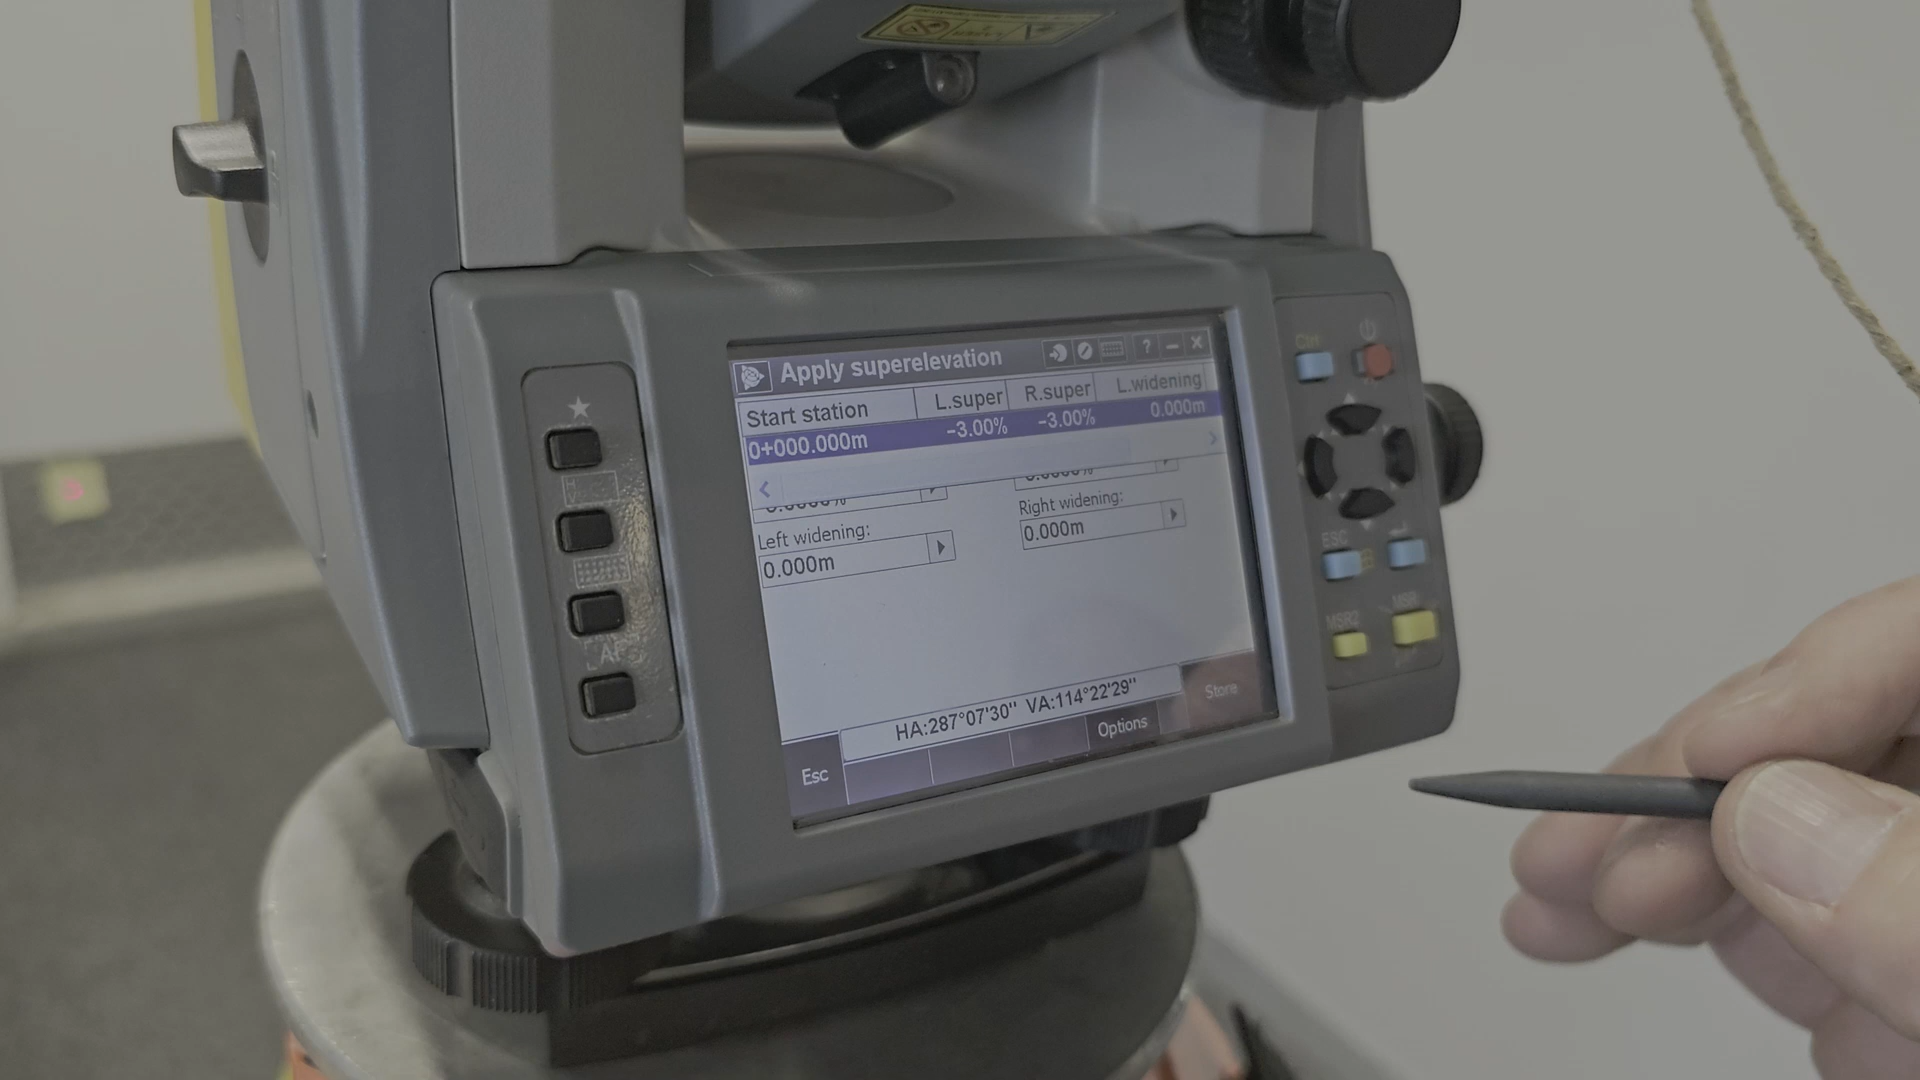 Apply superelevation ? – ×
Start station L.super R.super L.widening
0+000.000m -3.00% -3.00% 0.000m
< >
Left widening: Right widening:
0.000m 0.000m
HA:287°07'30" VA:114°22'29"
Esc Options Store
Ctrl
ESC
MSR2 MSR